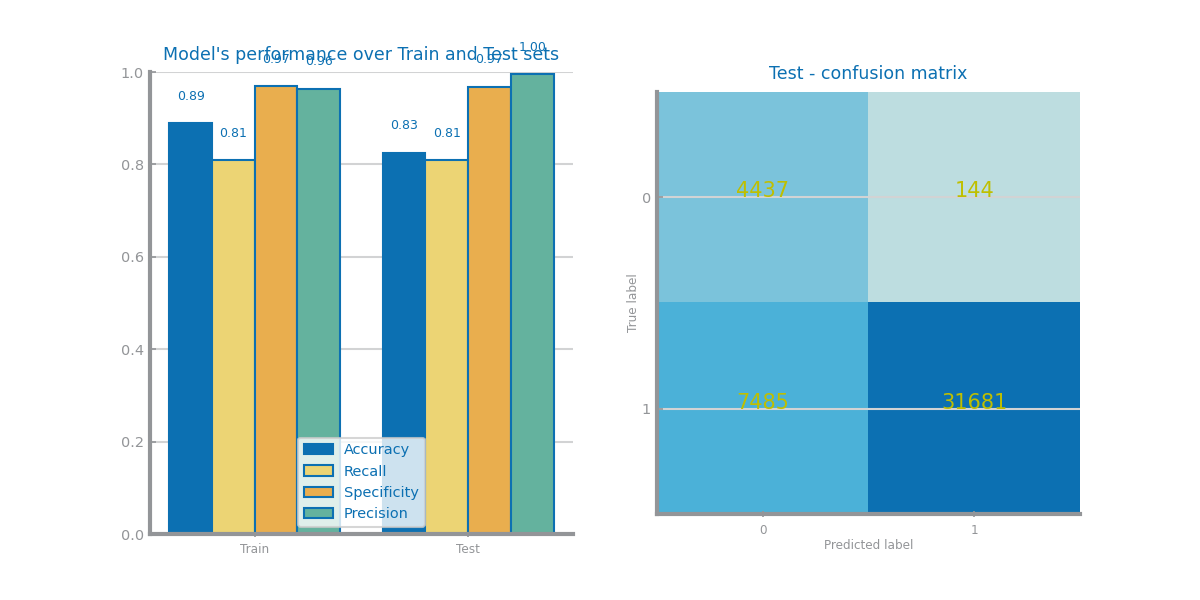 Model's performance over Train and Test sets
1.00
0.97
0.96
0.97
1.0
0.89
0.83
0.81
0.81
0.8
0.6
0.4
0.2
0.0
Accuracy
Recall
Specificity
Precision
Train
Test
Test - confusion matrix
True label
0
1
4437
144
7485
31681
0
1
Predicted label